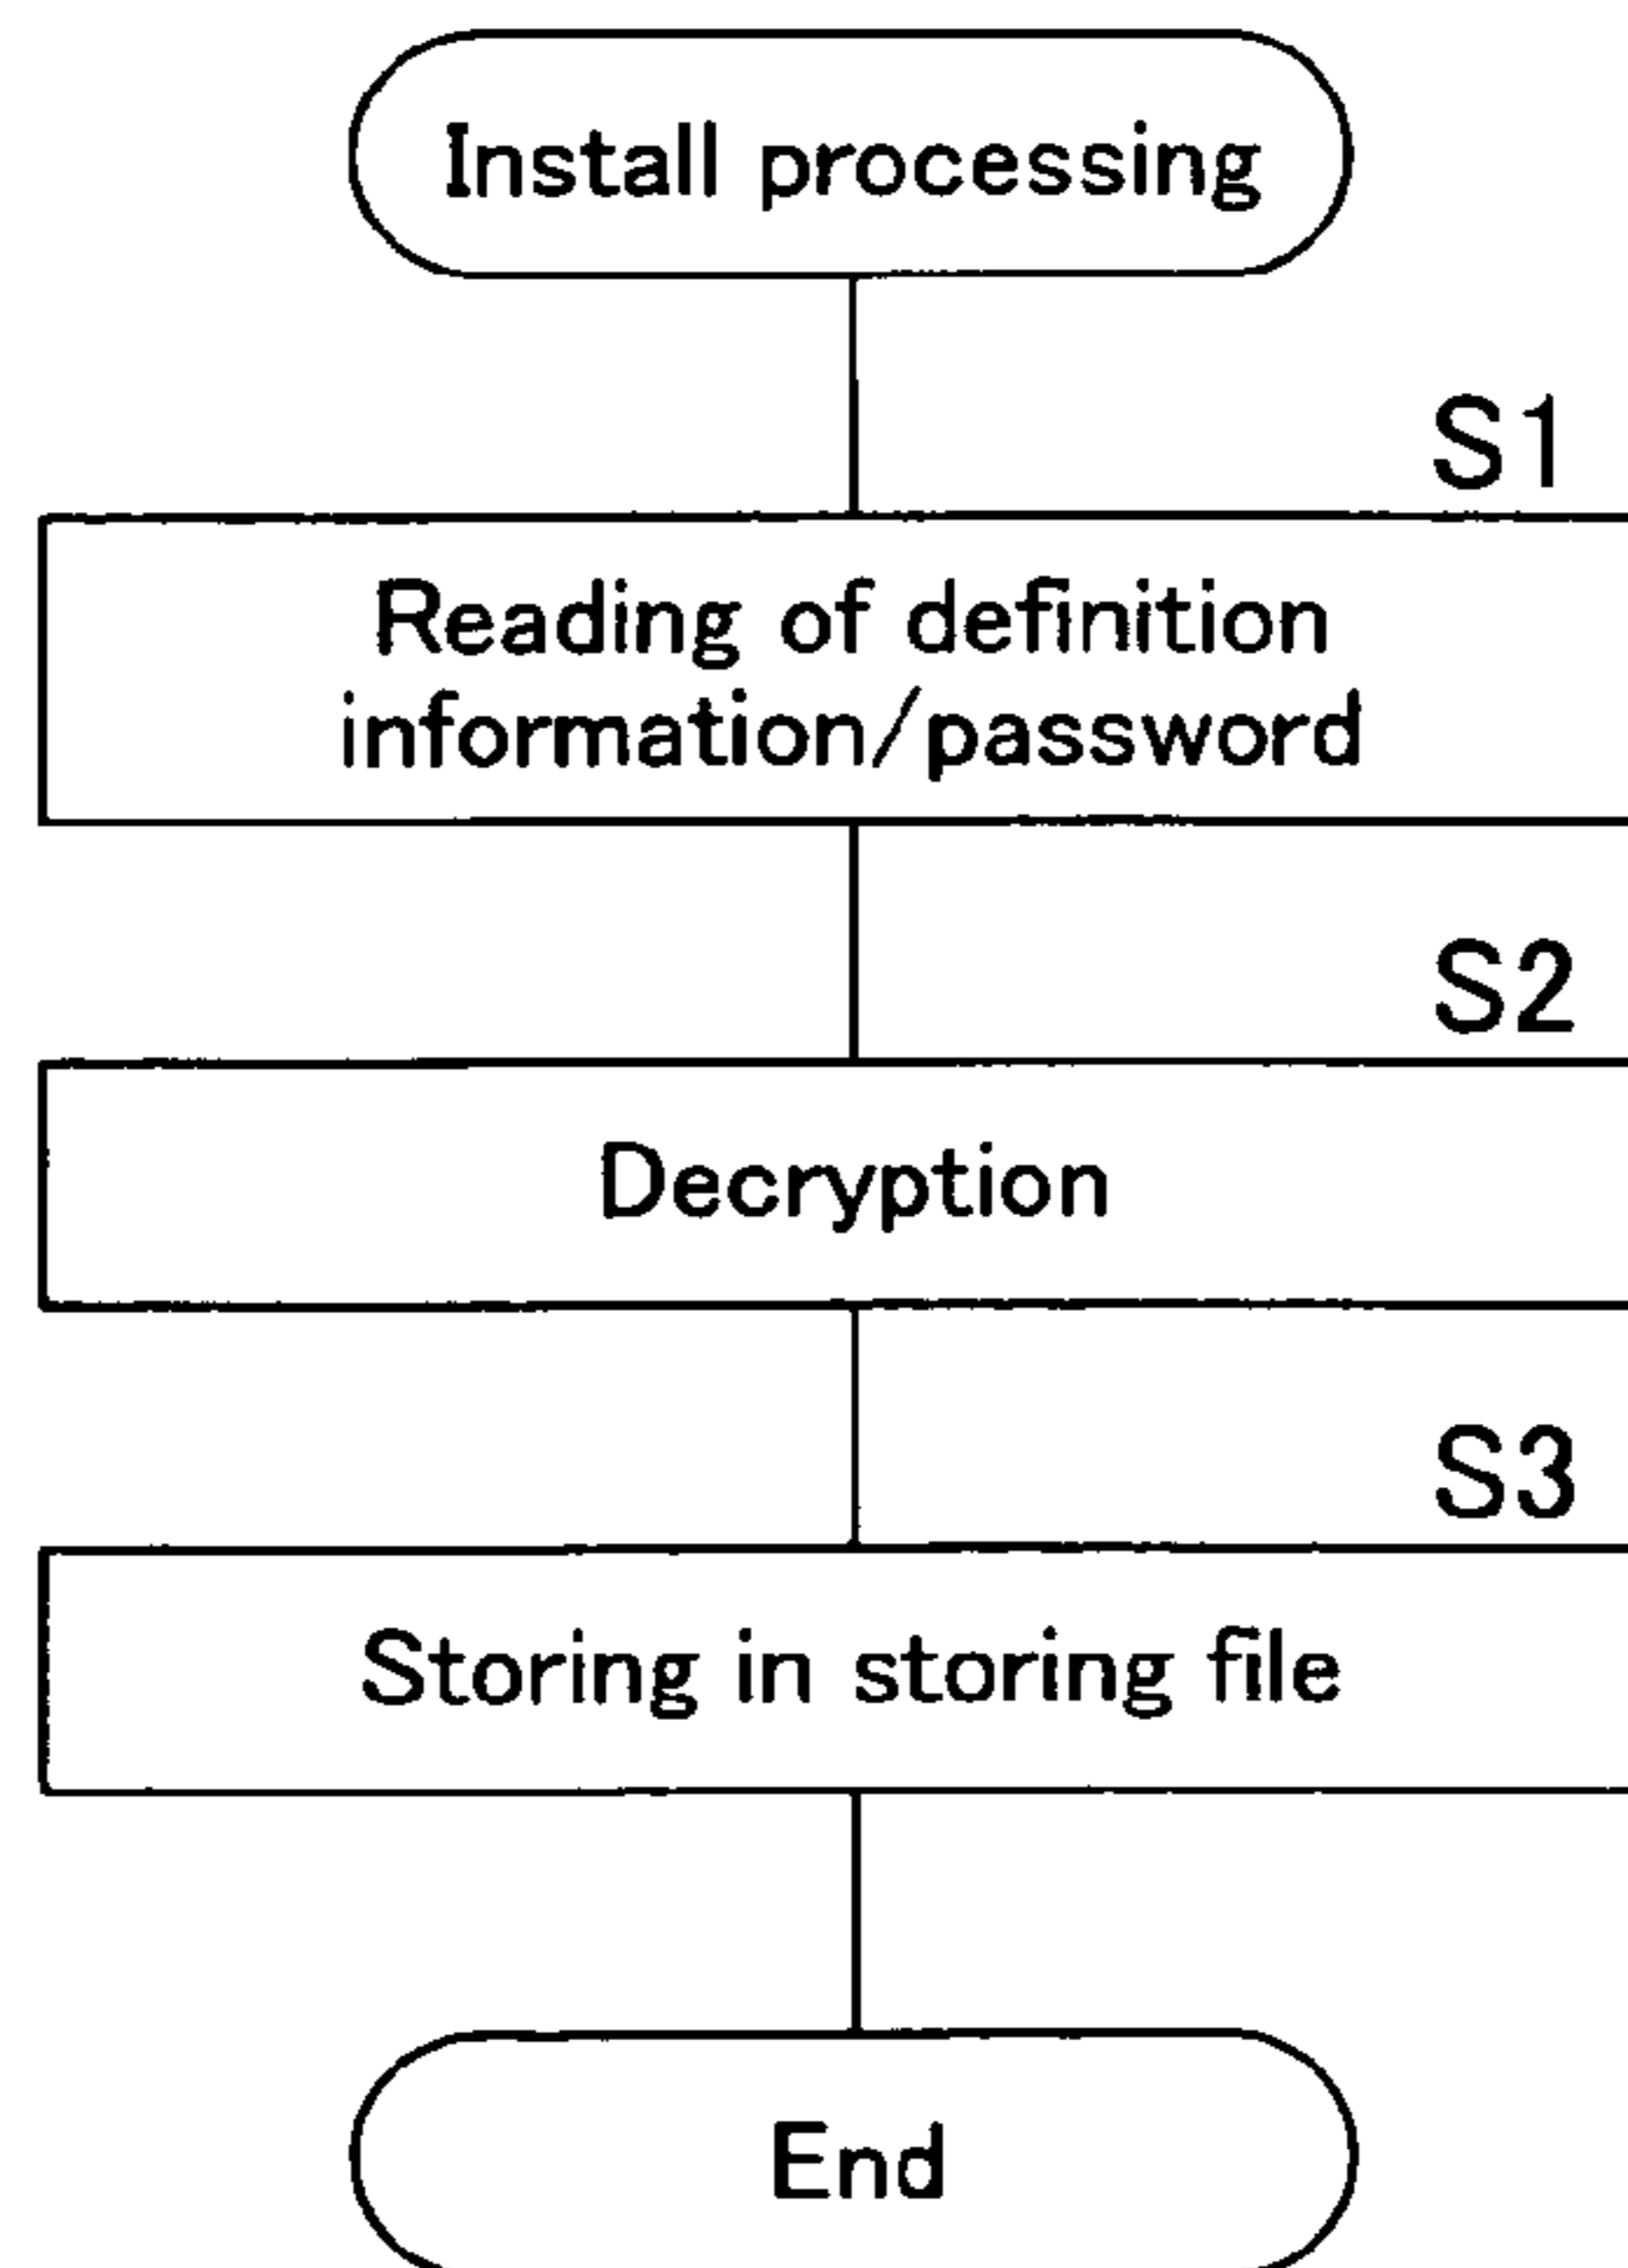 Install processing
S1
Reading of definition
information/password
S2
Decryption
S3
Storing in storing file
End